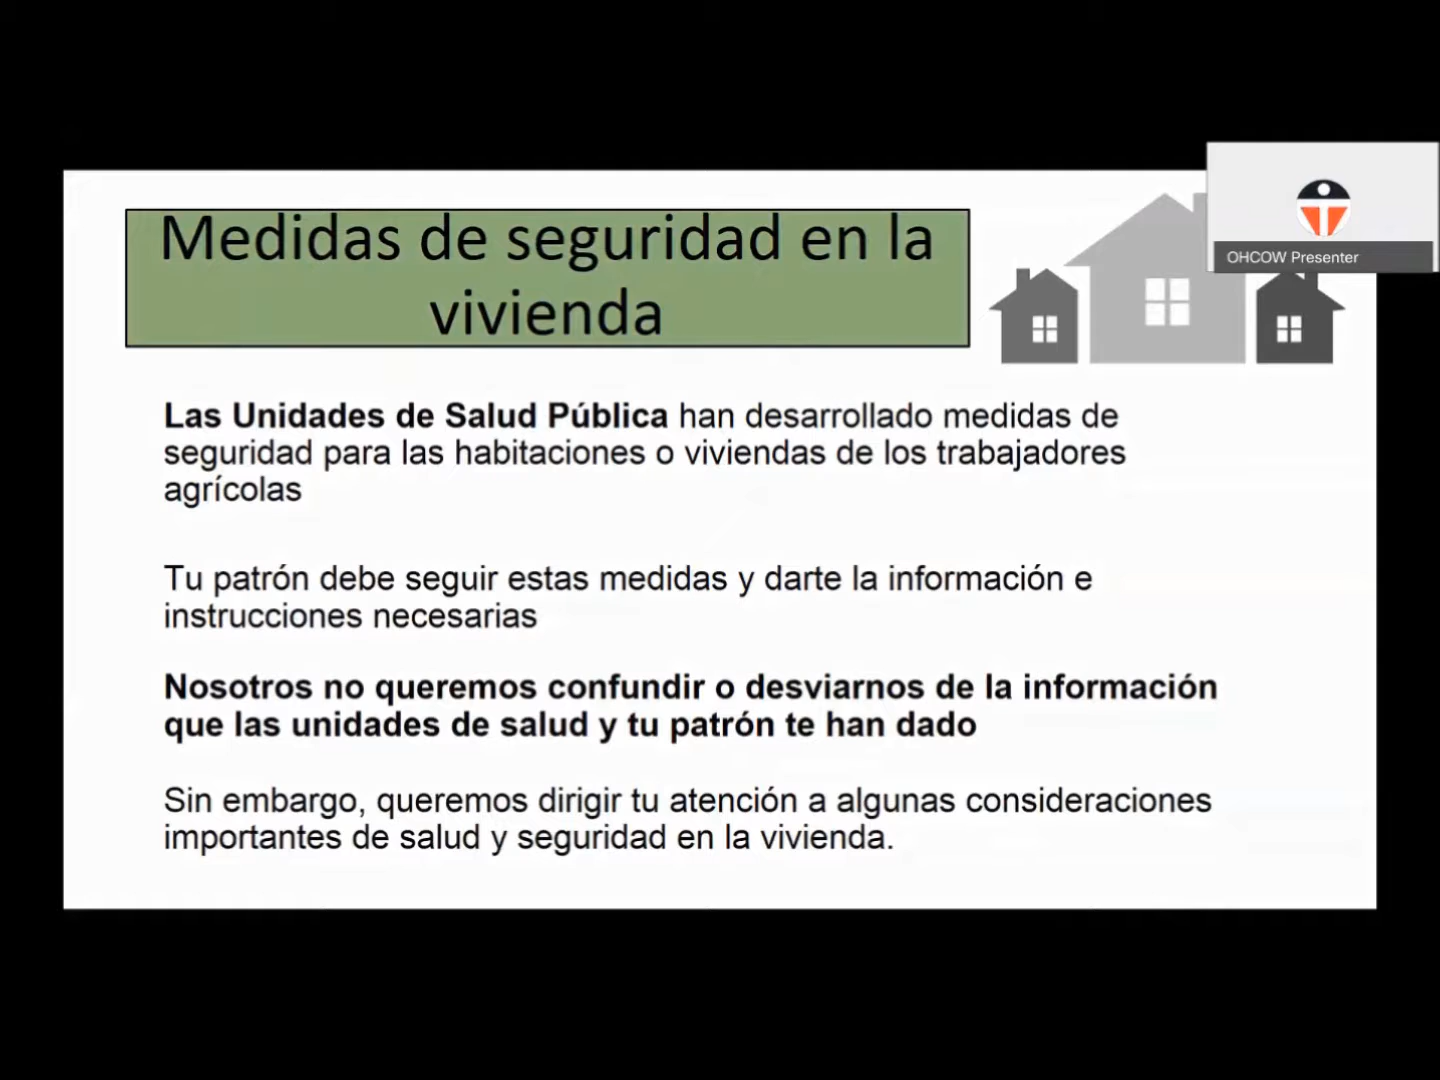 Medidas de seguridad en la
vivienda
OHCOW Presenter
Las Unidades de Salud Pública han desarrollado medidas de
seguridad para las habitaciones o viviendas de los trabajadores
agrícolas
Tu patrón debe seguir estas medidas y darte la información e
instrucciones necesarias
Nosotros no queremos confundir o desviarnos de la información
que las unidades de salud y tu patrón te han dado
Sin embargo, queremos dirigir tu atención a algunas consideraciones
importantes de salud y seguridad en la vivienda.